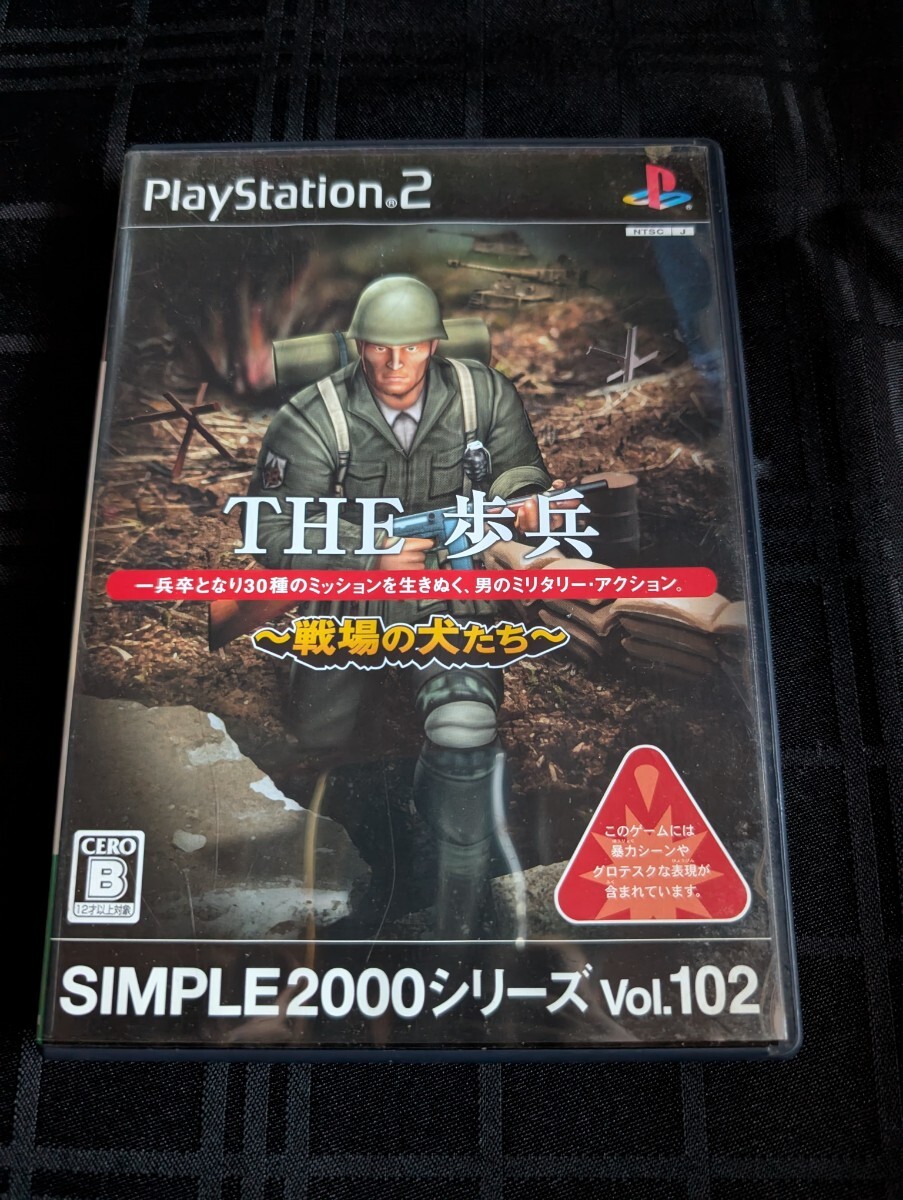 PlayStation®2
NTSC J
THE 歩兵
一兵卒となり30種のミッションを生きぬく、男のミリタリー・アクション。
～戦場の犬たち～
このゲームには
暴力シーンや
グロテスクな表現が
含まれています。
CERO
B
12才以上対象
SIMPLE2000シリーズ Vol.102